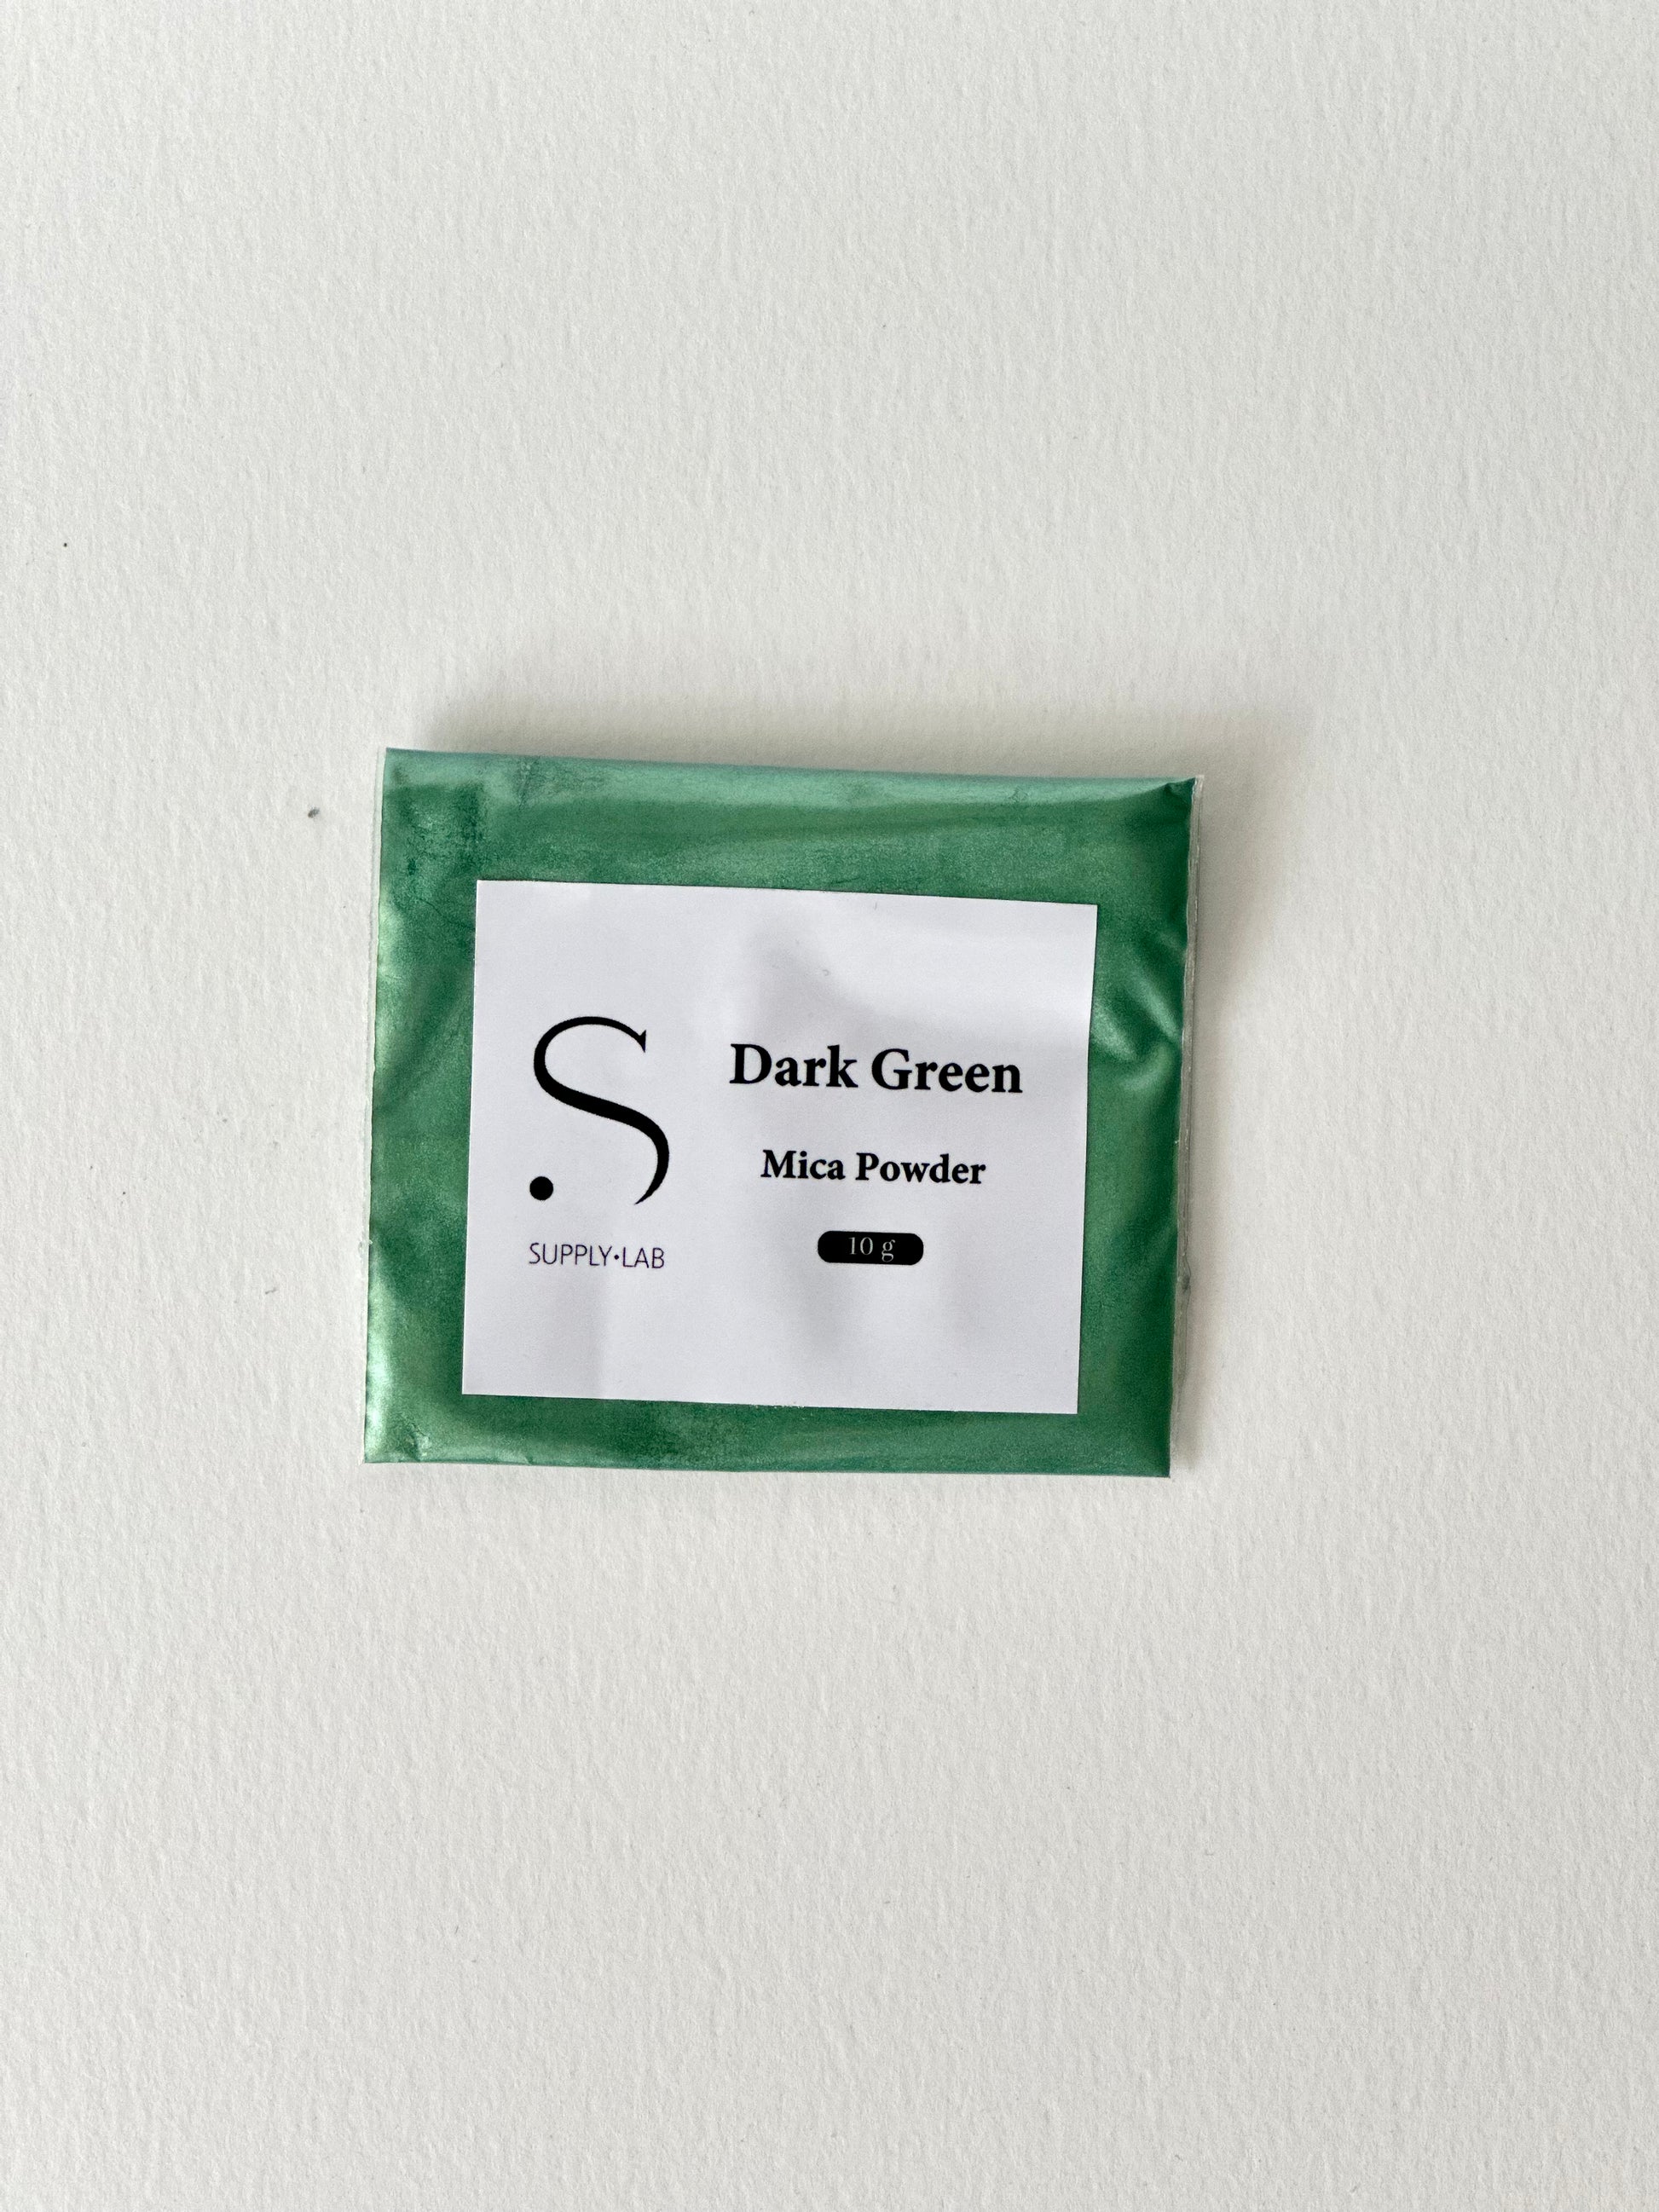 S
SUPPLY•LAB
Dark Green
Mica Powder
10 g